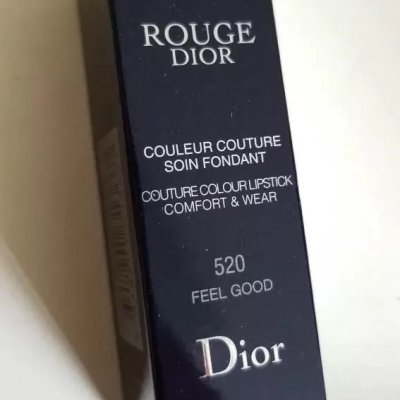 ROUGE
DIOR
COULEUR COUTURE
SOIN FONDANT
COUTURE COLOUR LIPSTICK
COMFORT & WEAR
520
FEEL GOOD
Dior